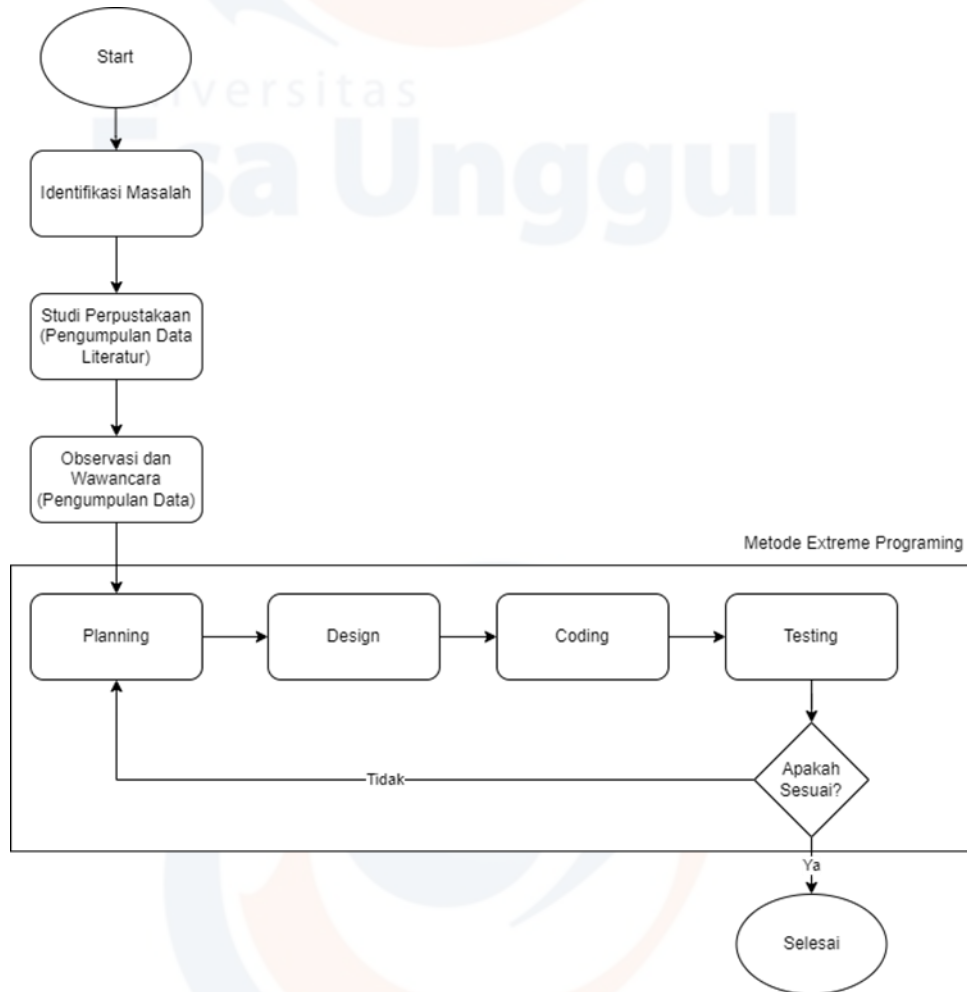 Start
Universitas
Esa Unggul
Identifikasi Masalah
Studi Perpustakaan
(Pengumpulan Data
Literatur)
Observasi dan
Wawancara
(Pengumpulan Data)
Metode Extreme Programing
Planning
Design
Coding
Testing
Tidak
Apakah
Sesuai?
Ya
Selesai